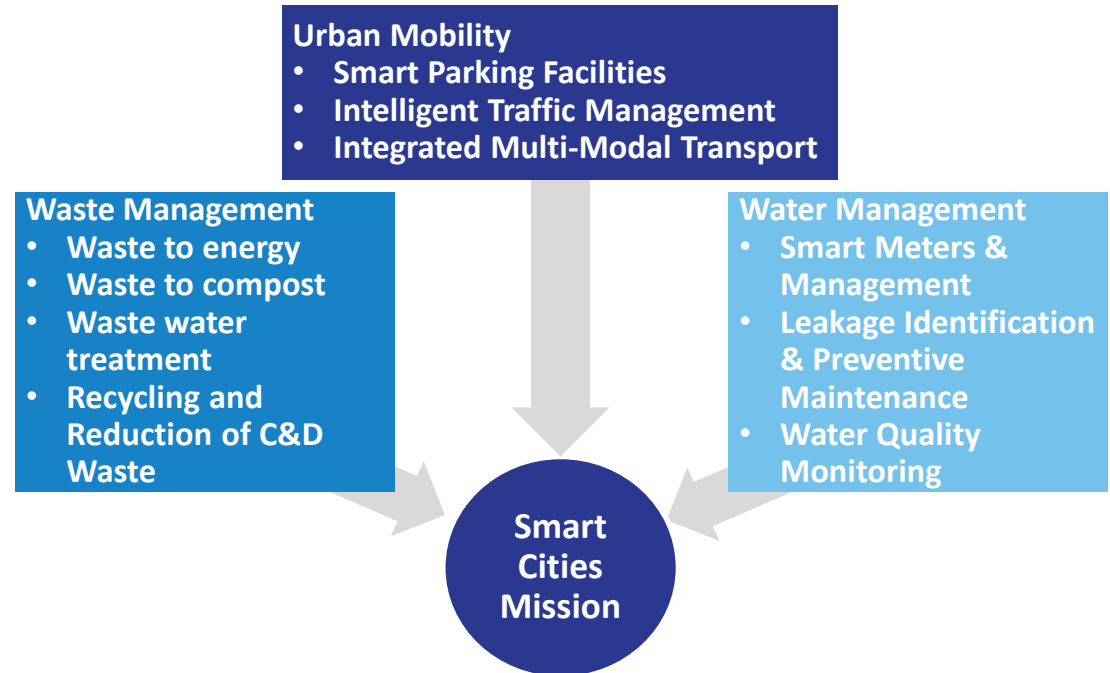 Urban Mobility
• Smart Parking Facilities
• Intelligent Traffic Management
• Integrated Multi-Modal Transport
Waste Management
• Waste to energy
• Waste to compost
• Waste water
treatment
• Recycling and
Reduction of C&D
Waste
Water Management
• Smart Meters &
Management
• Leakage Identification
& Preventive
Maintenance
• Water Quality
Monitoring
Smart
Cities
Mission